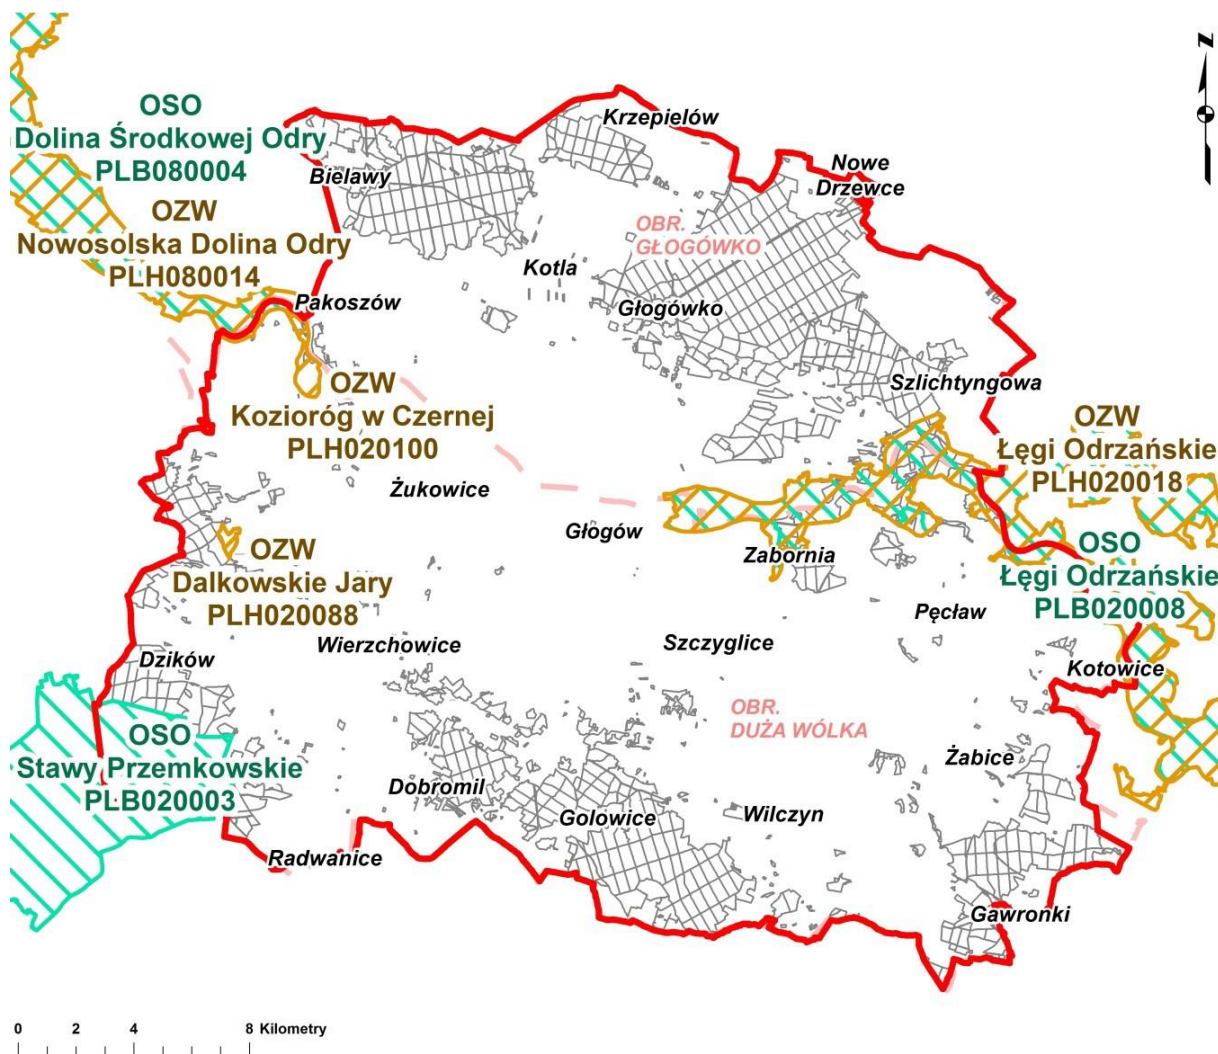 N
OSO
Dolina Środkowej Odry
PLB080004
Krzepielów
Nowe
Drzewce
Bielawy
OZW
Nowosolska Dolina Odry
PLH080014
OBR.
GŁOGÓWKO
Kotla
Pakoszów
Głogówko
Szlichtyngowa
OZW
Kozioróg w Czernej
PLH020100
OZW
Łęgi Odrzańskie
PLH020018
Żukowice
Głogów
Zabornia
OZW
Dalkowskie Jary
PLH020088
OSO
Łęgi Odrzańskie
PLB020008
Pęcław
Wierzchowice
Szczyglice
Dzików
Kotowice
OBR.
DUŻA WÓLKA
OSO
Stawy Przemkowskie
PLB020003
Żabice
Dobromil
Golowice
Wilczyn
Radwanice
Gawronki
0 2 4 8 Kilometry